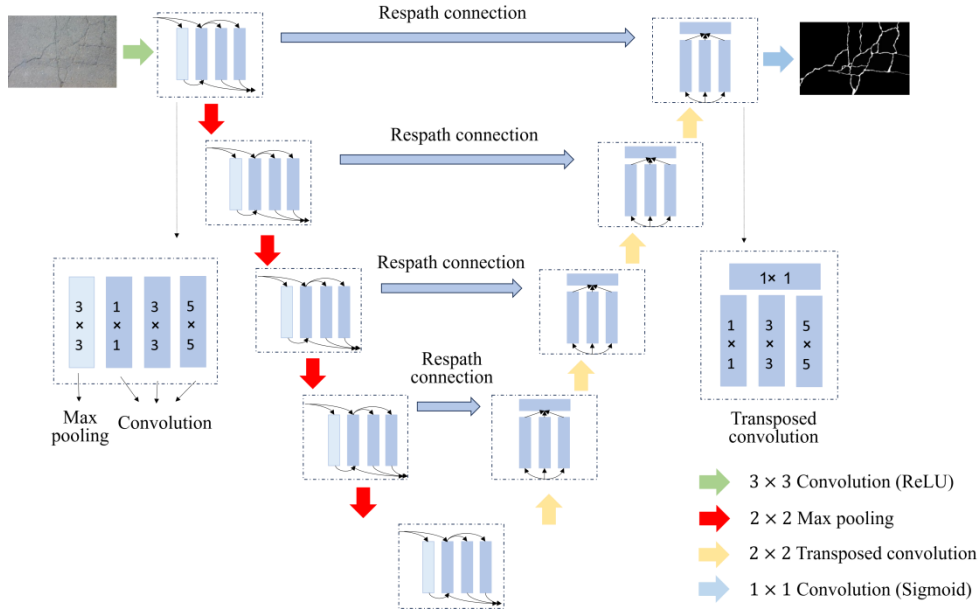 Respath connection
Respath connection
Respath connection
Respath
connection
3
×
3
1
×
1
3
×
3
5
×
5
Max
pooling
Convolution
1× 1
1
×
1
3
×
3
5
×
5
Transposed
convolution
3 × 3 Convolution (ReLU)
2 × 2 Max pooling
2 × 2 Transposed convolution
1 × 1 Convolution (Sigmoid)